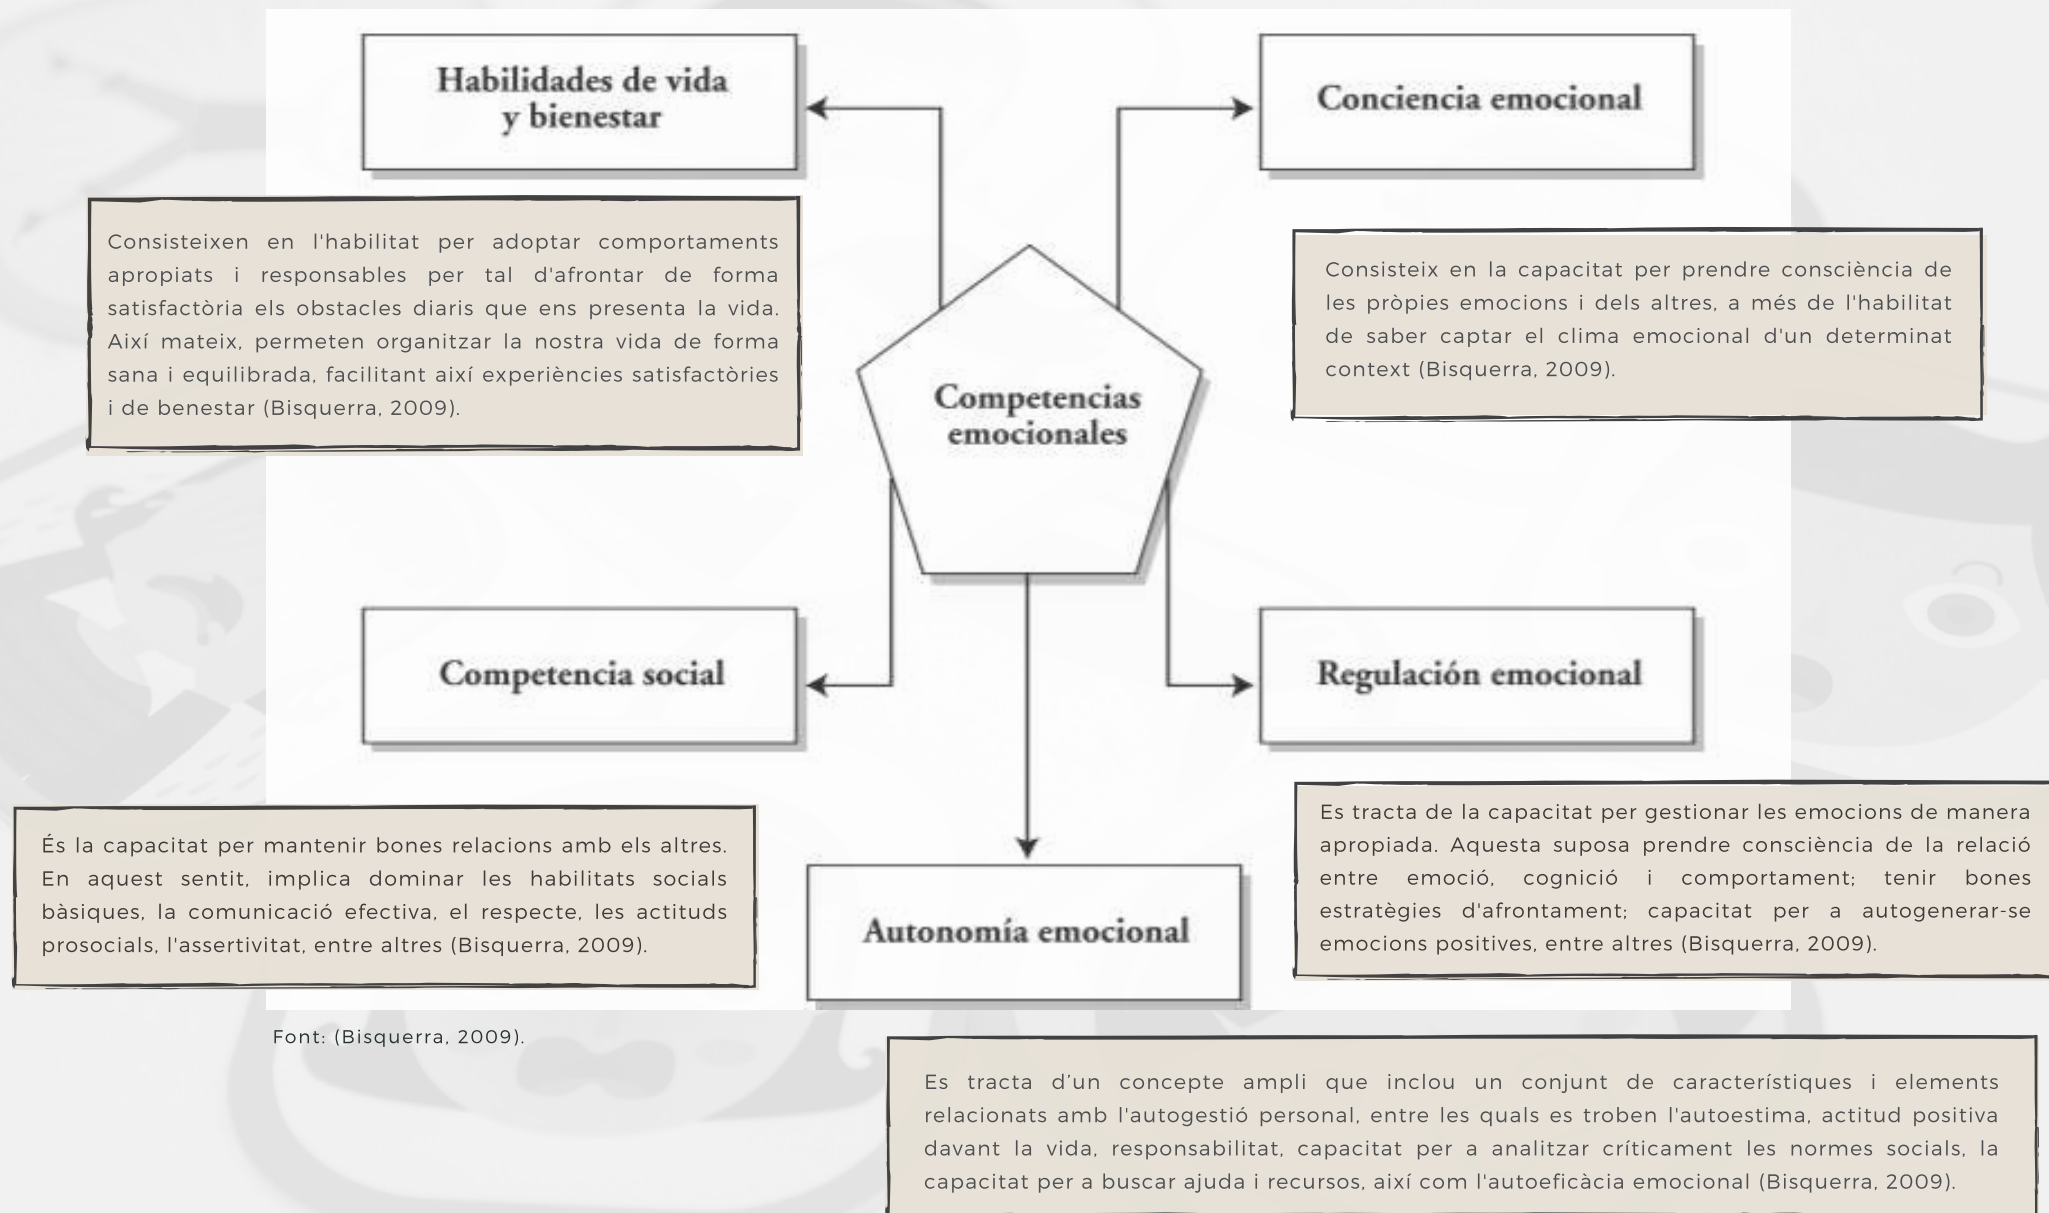 Habilidades de vida
y bienestar
Conciencia emocional
Consisteixen en l'habilitat per adoptar comportaments
apropiats i responsables per tal d'afrontar de forma
satisfactòria els obstacles diaris que ens presenta la vida.
Així mateix, permeten organitzar la nostra vida de forma
sana i equilibrada, facilitant així experiències satisfactòries
i de benestar (Bisquerra, 2009).
Consisteix en la capacitat per prendre consciència de
les pròpies emocions i dels altres, a més de l'habilitat
de saber captar el clima emocional d'un determinat
context (Bisquerra, 2009).
Competencias
emocionales
Competencia social
Regulación emocional
És la capacitat per mantenir bones relacions amb els altres.
En aquest sentit, implica dominar les habilitats socials
bàsiques, la comunicació efectiva, el respecte, les actituds
prosocials, l'assertivitat, entre altres (Bisquerra, 2009).
Es tracta de la capacitat per gestionar les emocions de manera
apropiada. Aquesta suposa prendre consciència de la relació
entre emoció, cognició i comportament; tenir bones
estratègies d'afrontament; capacitat per a autogenerar-se
emocions positives, entre altres (Bisquerra, 2009).
Autonomía emocional
Font: (Bisquerra, 2009).
Es tracta d’un concepte ampli que inclou un conjunt de característiques i elements
relacionats amb l'autogestió personal, entre les quals es troben l'autoestima, actitud positiva
davant la vida, responsabilitat, capacitat per a analitzar críticament les normes socials, la
capacitat per a buscar ajuda i recursos, així com l'autoeficàcia emocional (Bisquerra, 2009).